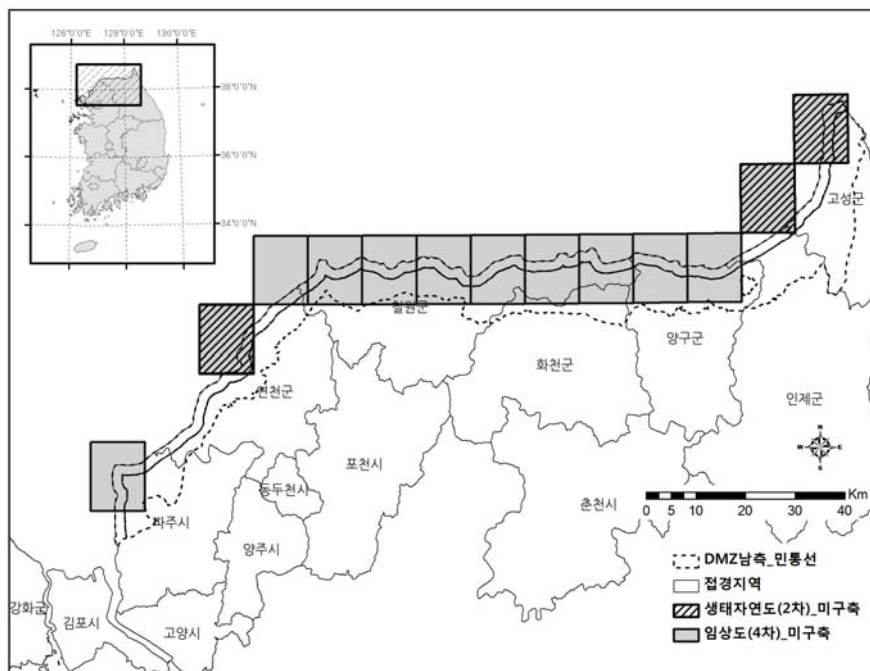 126°0'0"E 128°0'0"E 130°0'0"E
38°0'0"N
36°0'0"N
34°0'0"N
고성군
철원군
양구군
화천군
연천군
인제군
포천시
동두천시
춘천시
파주시
양주시
강화군
김포시
고양시
N
W E
S
0 5 10 20 30 40 Km
DMZ남측_민통선
접경지역
생태자연도(2차)_미구축
임상도(4차)_미구축